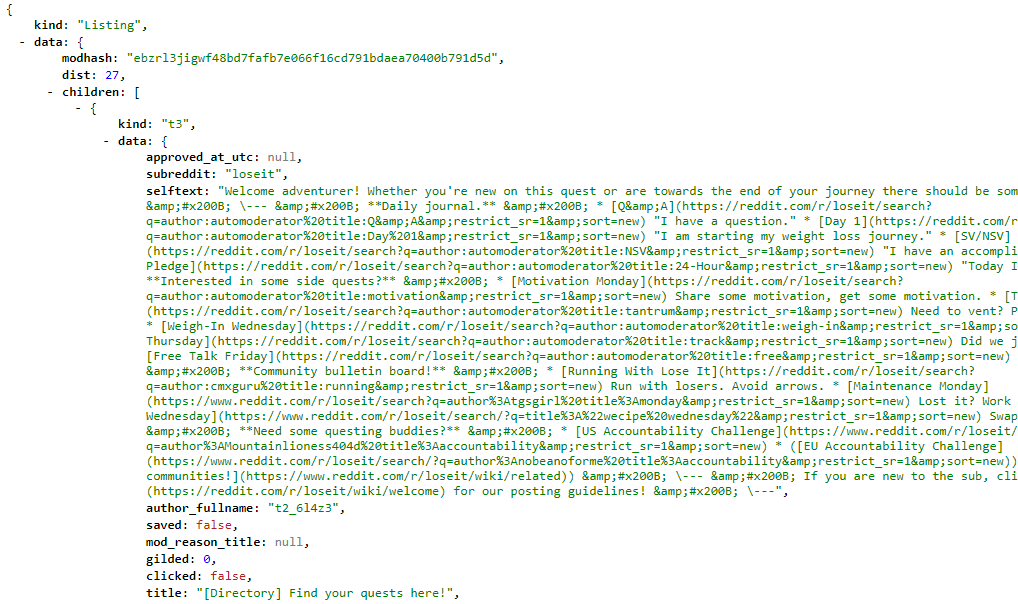 {
kind: "Listing",
- data: {
modhash: "ebzrl3jigwf48bd7fafb7e066f16cd791bdaea70400b791d5d",
dist: 27,
- children: [
- {
kind: "t3",
- data: {
approved_at_utc: null,
subreddit: "loseit",
selftext: "Welcome adventurer! Whether you're new on this quest or are towards the end of your journey there should be som
&amp;#x200B; \--- &amp;#x200B; **Daily journal.** &amp;#x200B; * [Q&amp;A](https://reddit.com/r/loseit/search?
q=author:automoderator%20title:Q&amp;A&amp;restrict_sr=1&amp;sort=new) "I have a question." * [Day 1](https://reddit.com/r
q=author:automoderator%20title:Day%201&amp;restrict_sr=1&amp;sort=new) "I am starting my weight loss journey." * [SV/NSV]
(https://reddit.com/r/loseit/search?q=author:automoderator%20title:NSV&amp;restrict_sr=1&amp;sort=new) "I have an accompli
Pledge](https://reddit.com/r/loseit/search?q=author:automoderator%20title:24-Hour&amp;restrict_sr=1&amp;sort=new) "Today I
**Interested in some side quests?** &amp;#x200B; * [Motivation Monday](https://reddit.com/r/loseit/search?
q=author:automoderator%20title:motivation&amp;restrict_sr=1&amp;sort=new) Share some motivation, get some motivation. * [T
(https://reddit.com/r/loseit/search?q=author:automoderator%20title:tantrum&amp;restrict_sr=1&amp;sort=new) Need to vent? P
* [Weigh-In Wednesday](https://reddit.com/r/loseit/search?q=author:automoderator%20title:weigh-in&amp;restrict_sr=1&amp;so
Thursday](https://reddit.com/r/loseit/search?q=author:automoderator%20title:track&amp;restrict_sr=1&amp;sort=new) Did we j
[Free Talk Friday](https://reddit.com/r/loseit/search?q=author:automoderator%20title:free&amp;restrict_sr=1&amp;sort=new)
&amp;#x200B; **Community bulletin board!** &amp;#x200B; * [Running With Lose It](https://reddit.com/r/loseit/search?
q=author:cmxguru%20title:running&amp;restrict_sr=1&amp;sort=new) Run with losers. Avoid arrows. * [Maintenance Monday]
(https://www.reddit.com/r/loseit/search?q=author%3Atgsgirl%20title%3Amonday&amp;restrict_sr=1&amp;sort=new) Lost it? Work
Wednesday](https://www.reddit.com/r/loseit/search/?q=title%3A%22wecipe%20wednesday%22&amp;restrict_sr=1&amp;sort=new) Swap
&amp;#x200B; **Need some questing buddies?** &amp;#x200B; * [US Accountability Challenge](https://www.reddit.com/r/loseit/
q=author%3AMountainlioness404d%20title%3Aaccountability&amp;restrict_sr=1&amp;sort=new) * ([EU Accountability Challenge]
(https://www.reddit.com/r/loseit/search/?q=author%3Anobeanoforme%20title%3Aaccountability&amp;restrict_sr=1&amp;sort=new))
communities!](https://www.reddit.com/r/loseit/wiki/related)) &amp;#x200B; \--- &amp;#x200B; If you are new to the sub, cli
(https://reddit.com/r/loseit/wiki/welcome) for our posting guidelines! &amp;#x200B; \---",
author_fullname: "t2_6l4z3",
saved: false,
mod_reason_title: null,
gilded: 0,
clicked: false,
title: "[Directory] Find your quests here!",